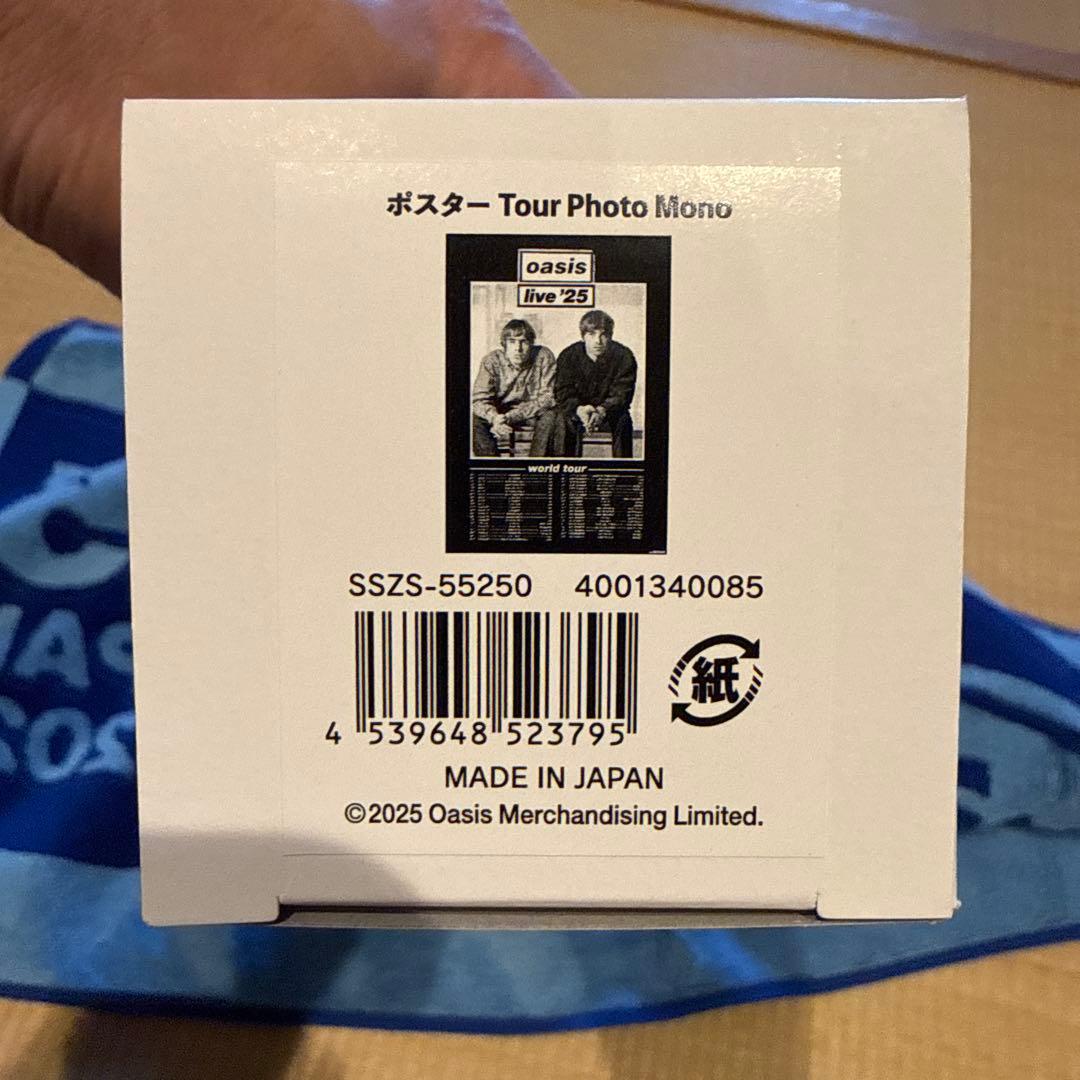 ポスター Tour Photo Mono
oasis
live '25
world tour
SSZS-55250 4001340085
4 539648 523795
紙
MADE IN JAPAN
©2025 Oasis Merchandising Limited.